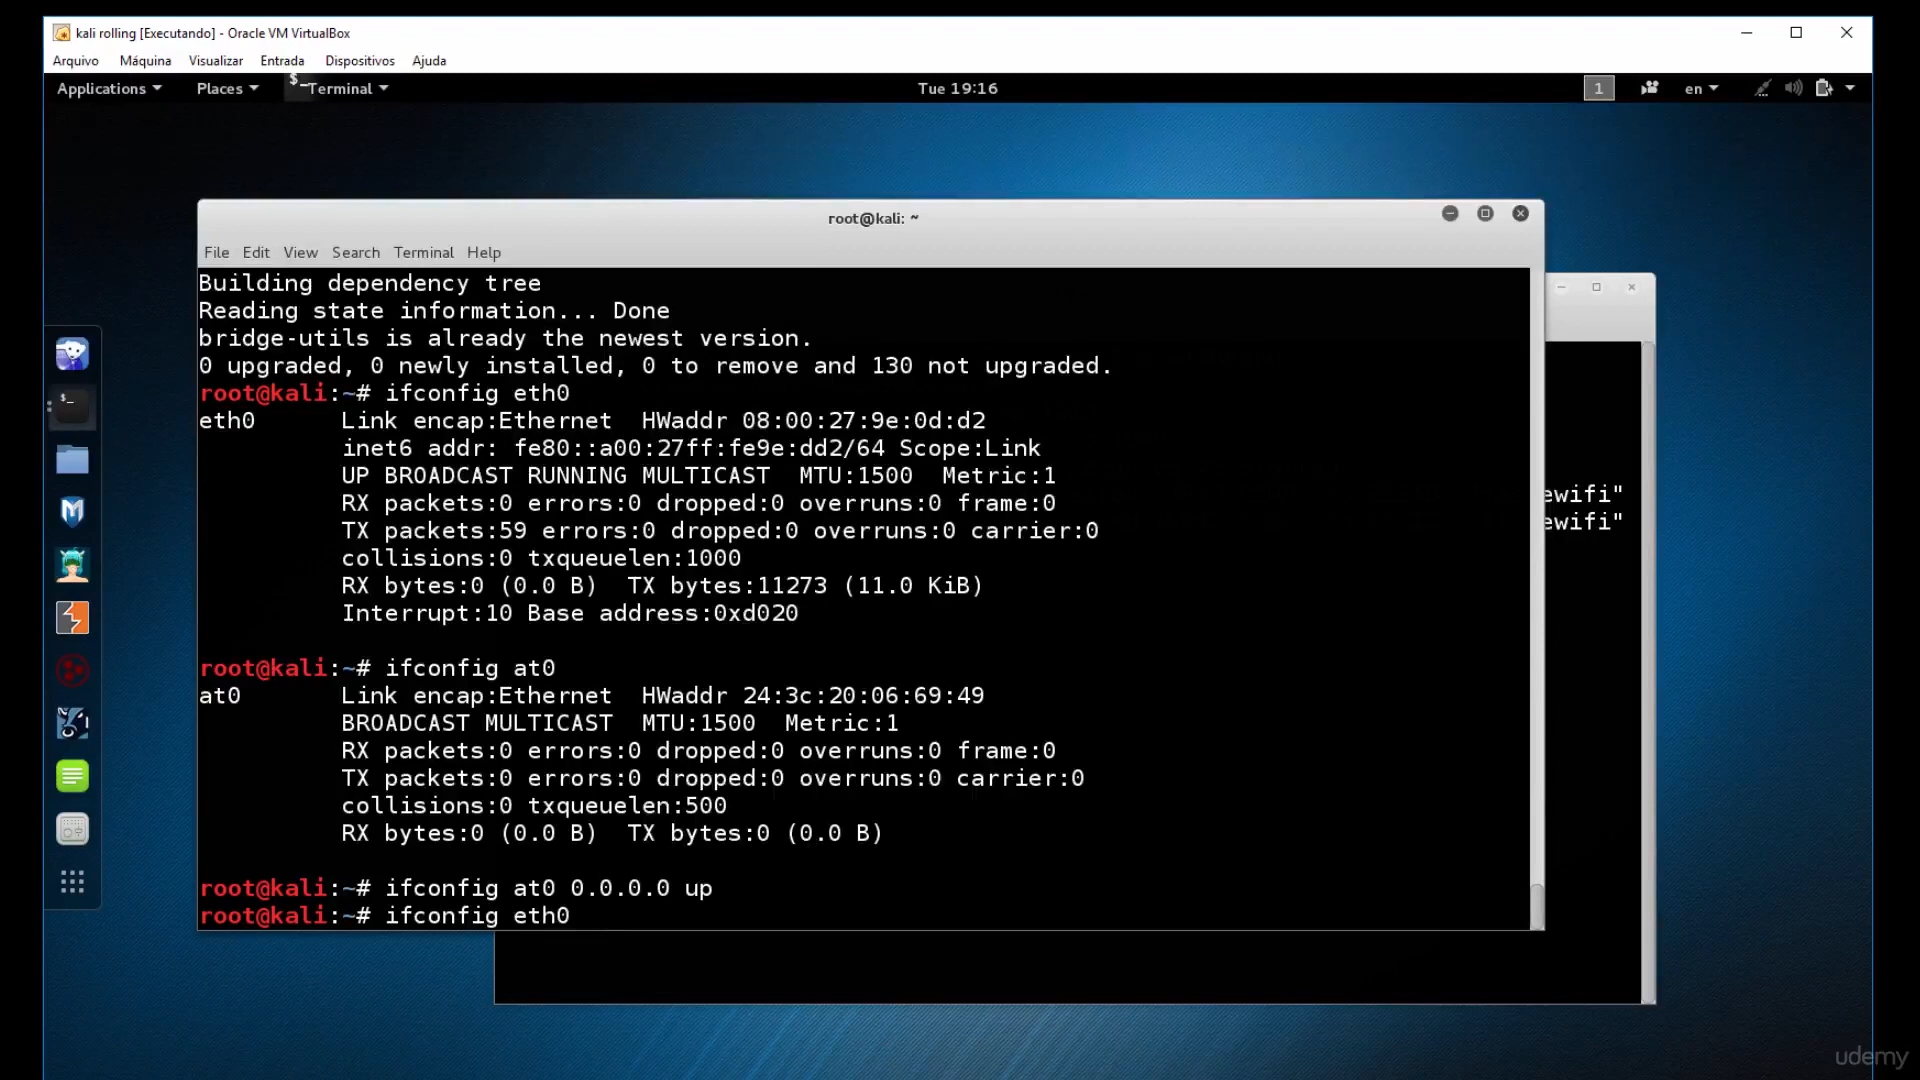 kali rolling [Executando] - Oracle VM VirtualBox
Arquivo Máquina Visualizar Entrada Dispositivos Ajuda
Applications Places Terminal Tue 19:16 1 en
root@kali: ~
File Edit View Search Terminal Help
Building dependency tree
Reading state information... Done
bridge-utils is already the newest version.
0 upgraded, 0 newly installed, 0 to remove and 130 not upgraded.
root@kali:~# ifconfig eth0
eth0      Link encap:Ethernet  HWaddr 08:00:27:9e:0d:d2
          inet6 addr: fe80::a00:27ff:fe9e:dd2/64 Scope:Link
          UP BROADCAST RUNNING MULTICAST  MTU:1500  Metric:1
          RX packets:0 errors:0 dropped:0 overruns:0 frame:0
          TX packets:59 errors:0 dropped:0 overruns:0 carrier:0
          collisions:0 txqueuelen:1000
          RX bytes:0 (0.0 B)  TX bytes:11273 (11.0 KiB)
          Interrupt:10 Base address:0xd020
root@kali:~# ifconfig at0
at0       Link encap:Ethernet  HWaddr 24:3c:20:06:69:49
          BROADCAST MULTICAST  MTU:1500  Metric:1
          RX packets:0 errors:0 dropped:0 overruns:0 frame:0
          TX packets:0 errors:0 dropped:0 overruns:0 carrier:0
          collisions:0 txqueuelen:500
          RX bytes:0 (0.0 B)  TX bytes:0 (0.0 B)
root@kali:~# ifconfig at0 0.0.0.0 up
root@kali:~# ifconfig eth0
ewifi"
ewifi"
udemy